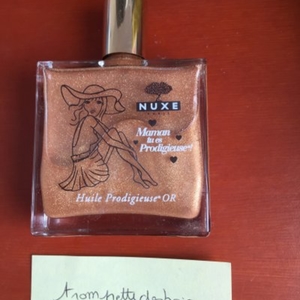 NUXE
Maman
tu es
Prodigieuse!
Huile Prodigieuse® OR